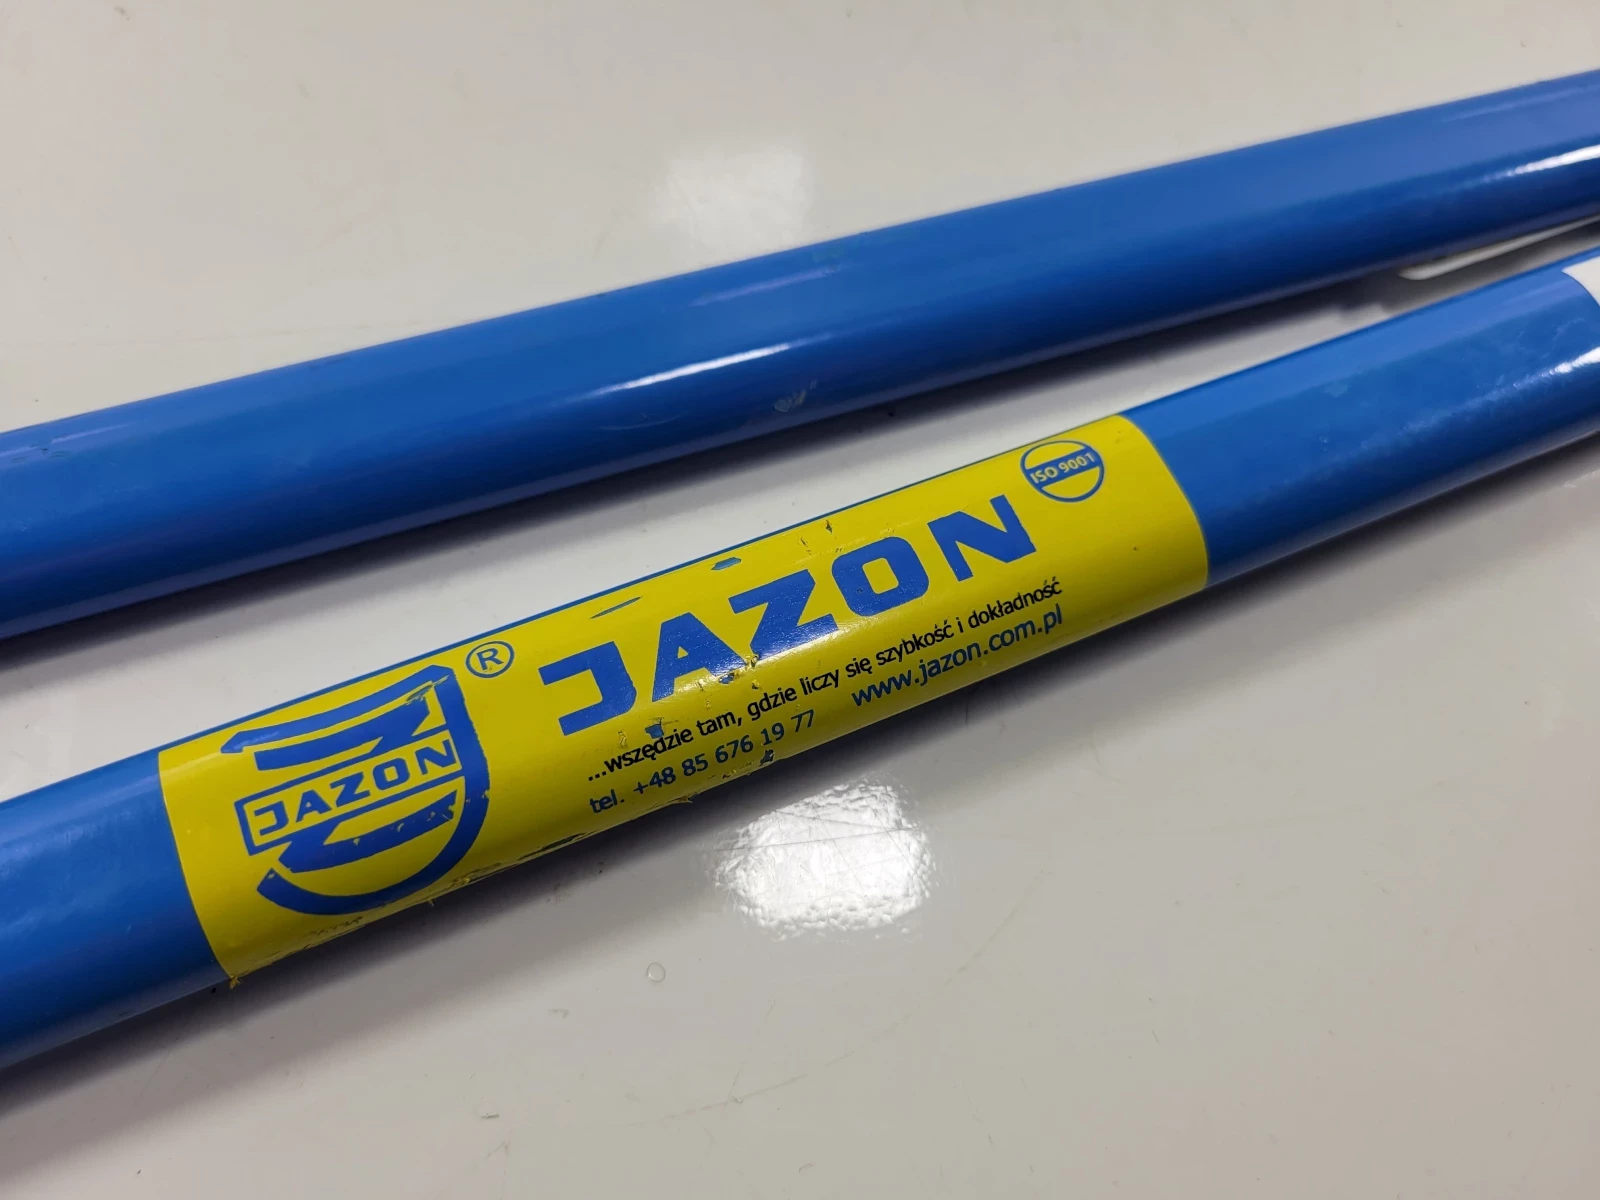 JAZON
®
JAZON
ISO 9001
...wszędzie tam, gdzie liczy się szybkość i dokładność
tel. +48 85 676 19 77 www.jazon.com.pl